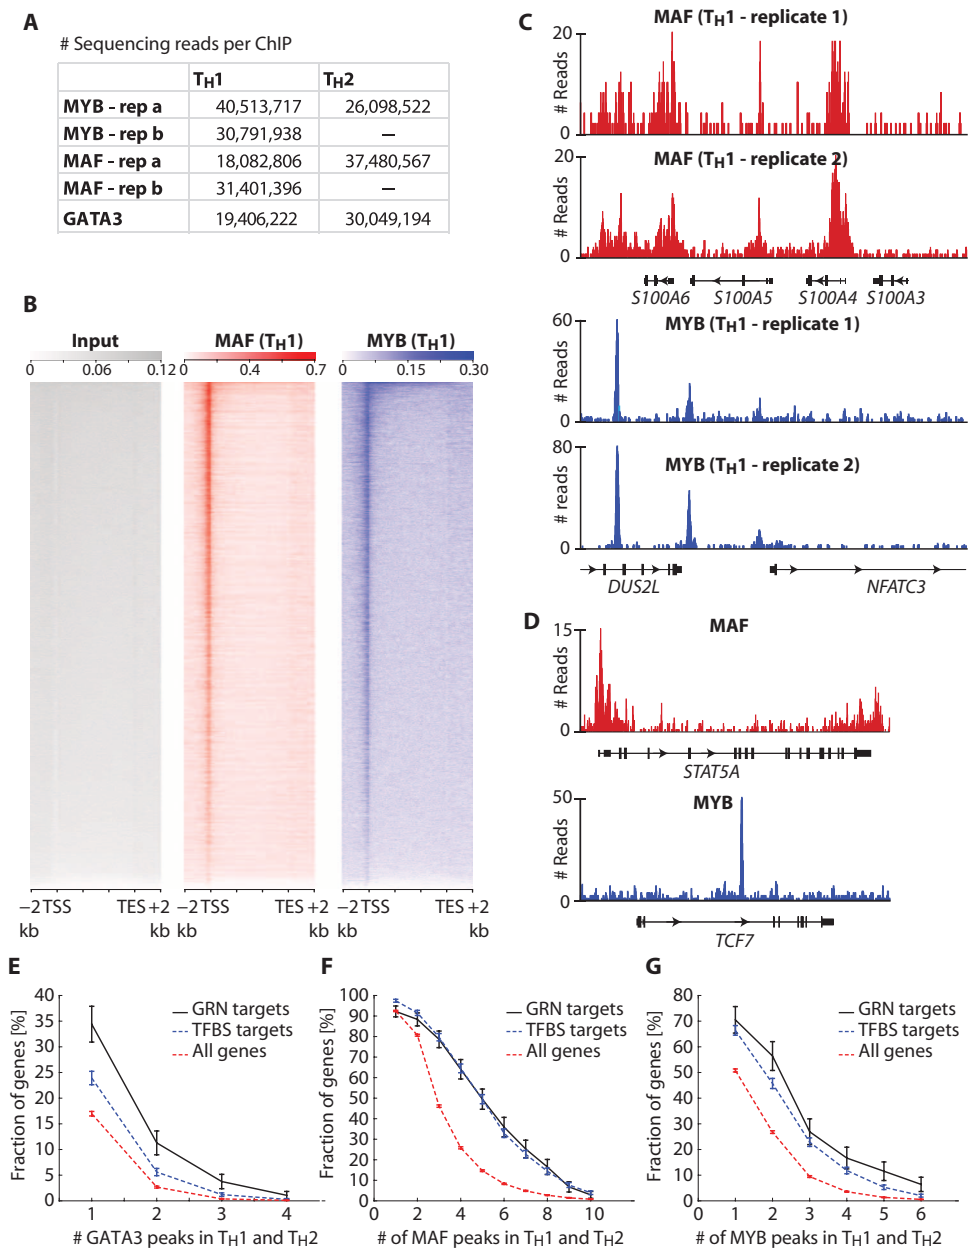 A
# Sequencing reads per ChIP
TH1 TH2
MYB - rep a 40,513,717 26,098,522
MYB - rep b 30,791,938 –
MAF - rep a 18,082,806 37,480,567
MAF - rep b 31,401,396 –
GATA3 19,406,222 30,049,194
B
Input
0 0.06 0.12
MAF (TH1)
0 0.4 0.7
MYB (TH1)
0 0.15 0.30
–2 TSS TES +2
kb kb
–2 TSS TES +2
kb kb
–2 TSS TES +2
kb kb
C
MAF (TH1 - replicate 1)
# Reads
20
0
MAF (TH1 - replicate 2)
# Reads
20
0
S100A6 S100A5 S100A4 S100A3
MYB (TH1 - replicate 1)
# Reads
60
0
MYB (TH1 - replicate 2)
# reads
80
0
DUS2L NFATC3
D
MAF
# Reads
15
0
STAT5A
MYB
# Reads
50
0
TCF7
E
Fraction of genes [%]
40
35
30
25
20
15
10
5
0
GRN targets
TFBS targets
All genes
1 2 3 4
# GATA3 peaks in TH1 and TH2
F
Fraction of genes [%]
100
90
80
70
60
50
40
30
20
10
0
GRN targets
TFBS targets
All genes
0 2 4 6 8 10
# of MAF peaks in TH1 and TH2
G
Fraction of genes [%]
80
70
60
50
40
30
20
10
0
GRN targets
TFBS targets
All genes
0 1 2 3 4 5 6
# of MYB peaks in TH1 and TH2